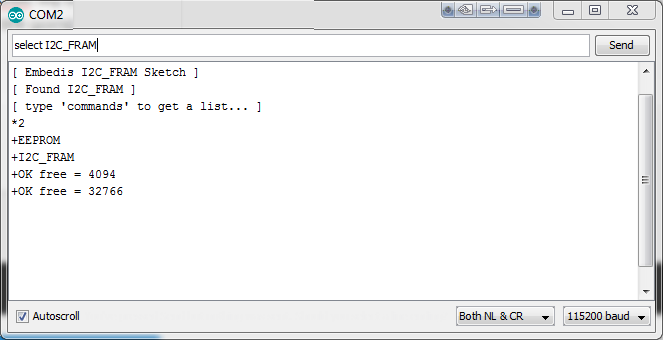 COM2
select I2C_FRAM
Send
[ Embedis I2C_FRAM Sketch ]
[ Found I2C_FRAM ]
[ type 'commands' to get a list... ]
*2
+EEPROM
+I2C_FRAM
+OK free = 4094
+OK free = 32766
Autoscroll
Both NL & CR
115200 baud